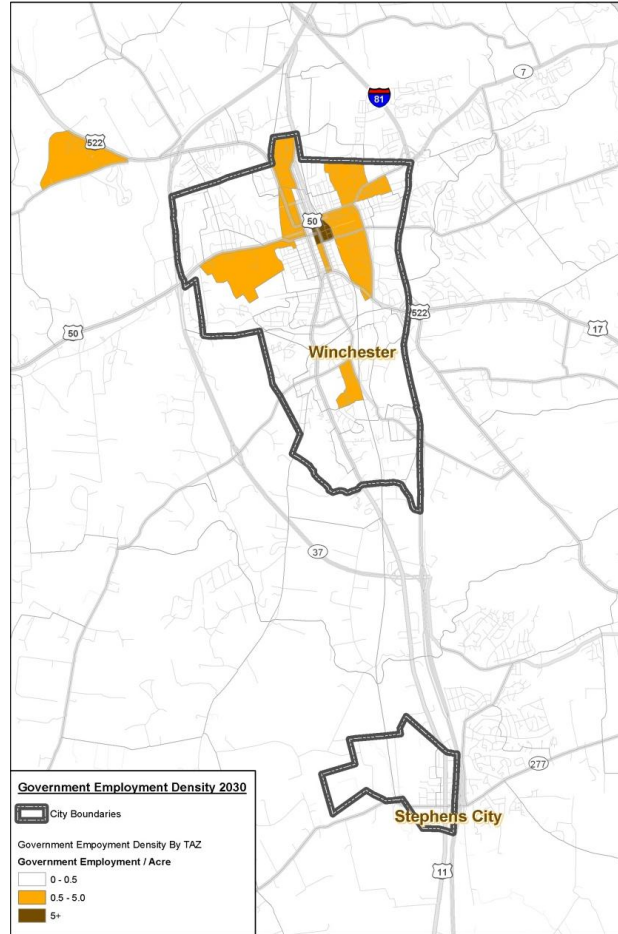 7
81
522
50
522
50
17
Winchester
37
277
Stephens City
11
Government Employment Density 2030
City Boundaries
Government Empoyment Density By TAZ
Government Employment / Acre
0 - 0.5
0.5 - 5.0
5+